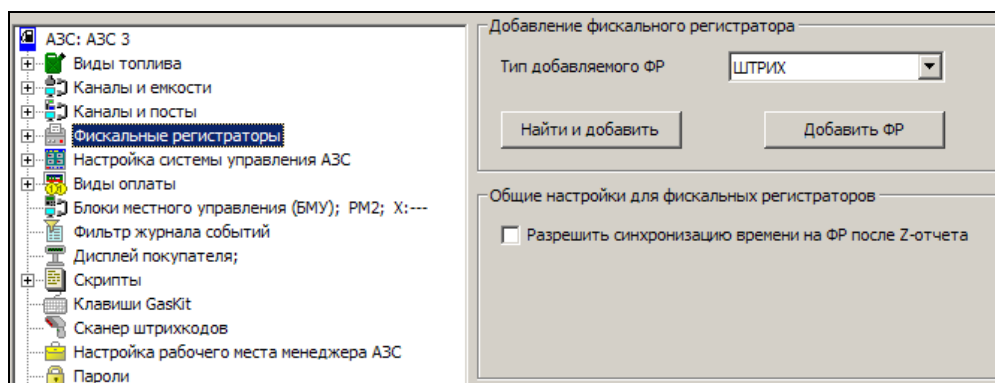 АЗС: АЗС 3
Виды топлива
Каналы и емкости
Каналы и посты
Фискальные регистраторы
Настройка системы управления АЗС
Виды оплаты
Блоки местного управления (БМУ); PM2; X:---
Фильтр журнала событий
Дисплей покупателя;
Скрипты
Клавиши GasKit
Сканер штрихкодов
Настройка рабочего места менеджера АЗС
Пароли
Добавление фискального регистратора
Тип добавляемого ФР ШТРИХ
Найти и добавить Добавить ФР
Общие настройки для фискальных регистраторов
Разрешить синхронизацию времени на ФР после Z-отчета